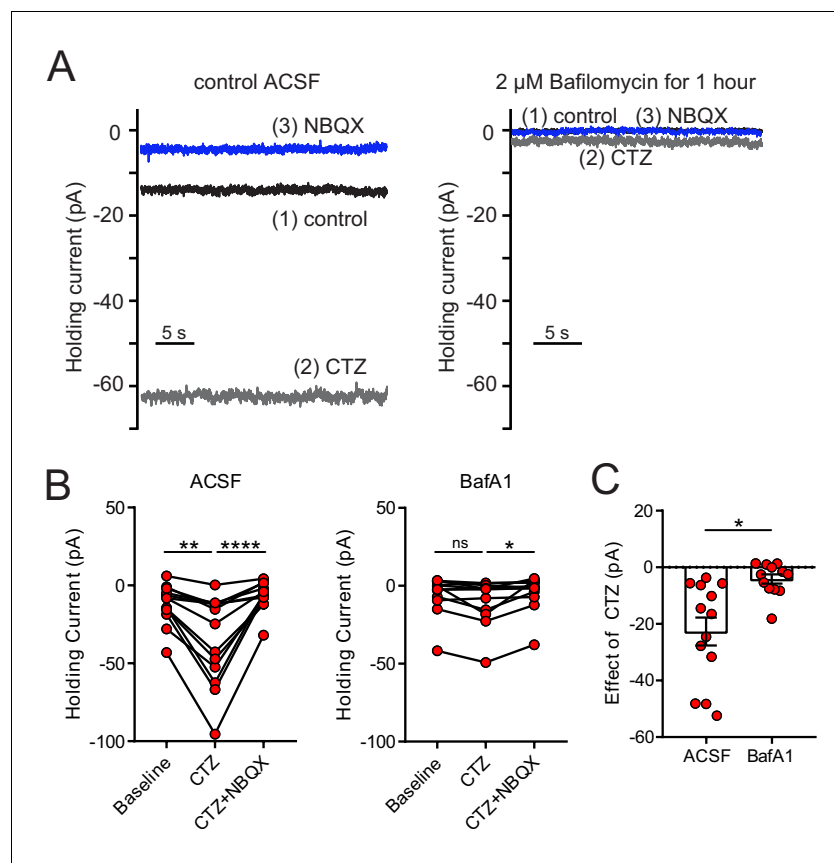 A
control ACSF
2 µM Bafilomycin for 1 hour
0
-20
-40
-60
Holding current (pA)
(3) NBQX
(1) control
(2) CTZ
5 s
0
-20
-40
-60
Holding current (pA)
(1) control
(3) NBQX
(2) CTZ
5 s
B
ACSF
50
0
-50
-100
Holding Current (pA)
**
****
Baseline
CTZ
CTZ+NBQX
BafA1
50
0
-50
-100
Holding Current (pA)
ns
*
Baseline
CTZ
CTZ+NBQX
C
20
0
-20
-40
-60
Effect of CTZ (pA)
*
ACSF
BafA1